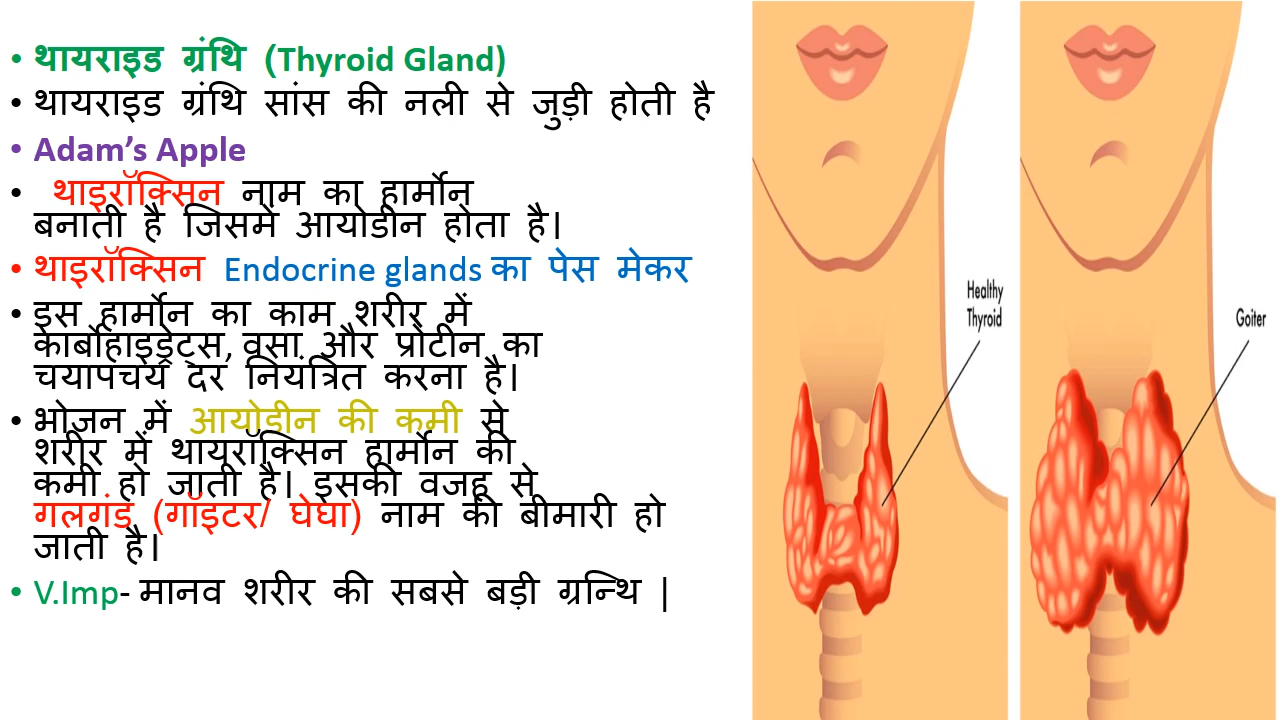 • थायराइड ग्रंथि (Thyroid Gland)
• थायराइड ग्रंथि सांस की नली से जुड़ी होती है
• Adam’s Apple
• थाइरॉक्सिन नाम का हार्मोन
बनाती है जिसमें आयोडीन होता है।
• थाइरॉक्सिन Endocrine glands का पेस मेकर
• इस हार्मोन का काम शरीर में
कार्बोहाइड्रेट्स, वसा और प्रोटीन का
चयापचय दर नियंत्रित करना है।
• भोजन में आयोडीन की कमी से
शरीर में थायरॉक्सिन हार्मोन की
कमी हो जाती है। इसकी वजह से
गलगंड (गॉइटर/ घेघा) नाम की बीमारी हो
जाती है।
• V.Imp- मानव शरीर की सबसे बड़ी ग्रन्थि |
Healthy
Thyroid
Goiter